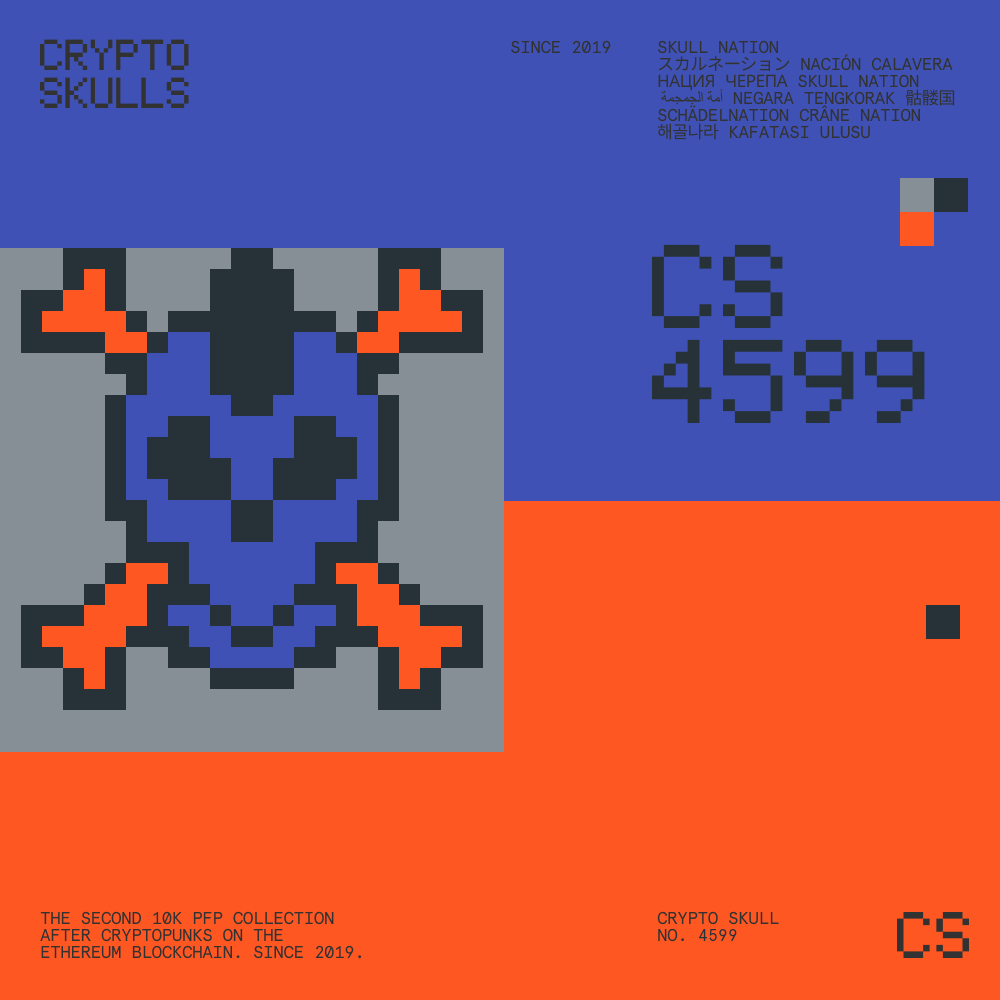 CRYPTO
SKULLS
SINCE 2019
SKULL NATION
スカルネーション NACIÓN CALAVERA
НАЦИЯ ЧЕРЕПА SKULL NATION
أمة الجمجمة NEGARA TENGKORAK 骷髅国
SCHÄDELNATION CRÂNE NATION
해골나라 KAFATASI ULUSU
CS
4599
THE SECOND 10K PFP COLLECTION
AFTER CRYPTOPUNKS ON THE
ETHEREUM BLOCKCHAIN. SINCE 2019.
CRYPTO SKULL
NO. 4599
CS